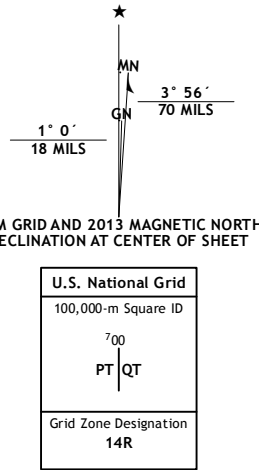 ★
MN
GN
3° 56´
70 MILS
1° 0´
18 MILS
M GRID AND 2013 MAGNETIC NORTH
ECLINATION AT CENTER OF SHEET
U.S. National Grid
100,000-m Square ID
⁷00
PT QT
Grid Zone Designation
14R